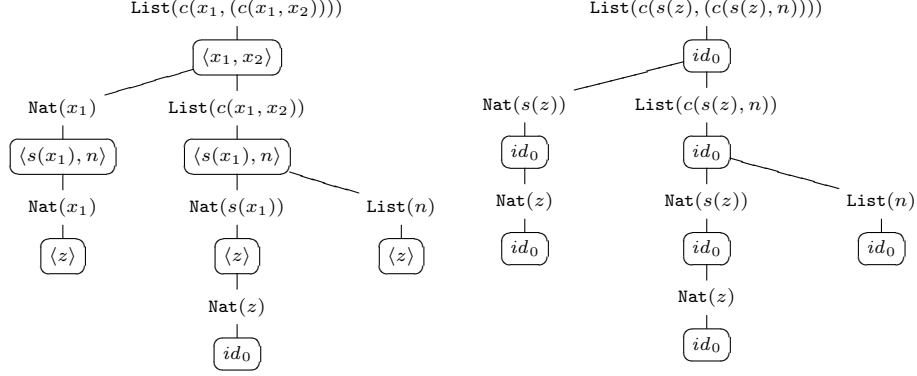 List(c(x₁, (c(x₁, x₂)))) List(c(s(z), (c(s(z), n))))
⟨x₁, x₂⟩ id₀
Nat(x₁) List(c(x₁, x₂)) Nat(s(z)) List(c(s(z), n))
⟨s(x₁), n⟩ ⟨s(x₁), n⟩ id₀ id₀
Nat(x₁) Nat(s(x₁)) List(n) Nat(z) Nat(s(z)) List(n)
⟨z⟩ ⟨z⟩ ⟨z⟩ id₀ id₀ id₀
Nat(z) Nat(z)
id₀ id₀